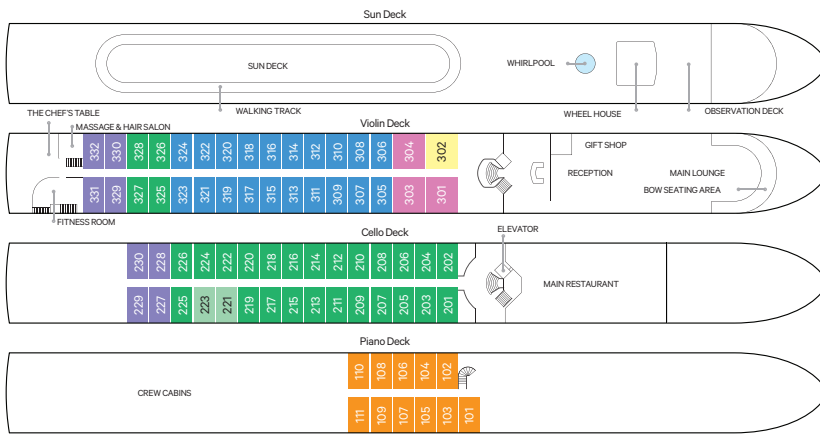 Sun Deck
SUN DECK
WHIRLPOOL
WALKING TRACK
WHEEL HOUSE
OBSERVATION DECK
THE CHEF'S TABLE
MASSAGE & HAIR SALON
Violin Deck
332 330 328 326 324 322 320 318 316 314 312 310 308 306 304 302
331 329 327 325 323 321 319 317 315 313 311 309 307 305 303 301
GIFT SHOP
RECEPTION
MAIN LOUNGE
BOW SEATING AREA
FITNESS ROOM
Cello Deck
ELEVATOR
230 228 226 224 222 220 218 216 214 212 210 208 206 204 202
229 227 225 223 221 219 217 215 213 211 209 207 205 203 201
MAIN RESTAURANT
Piano Deck
110 108 106 104 102
CREW CABINS
111 109 107 105 103 101